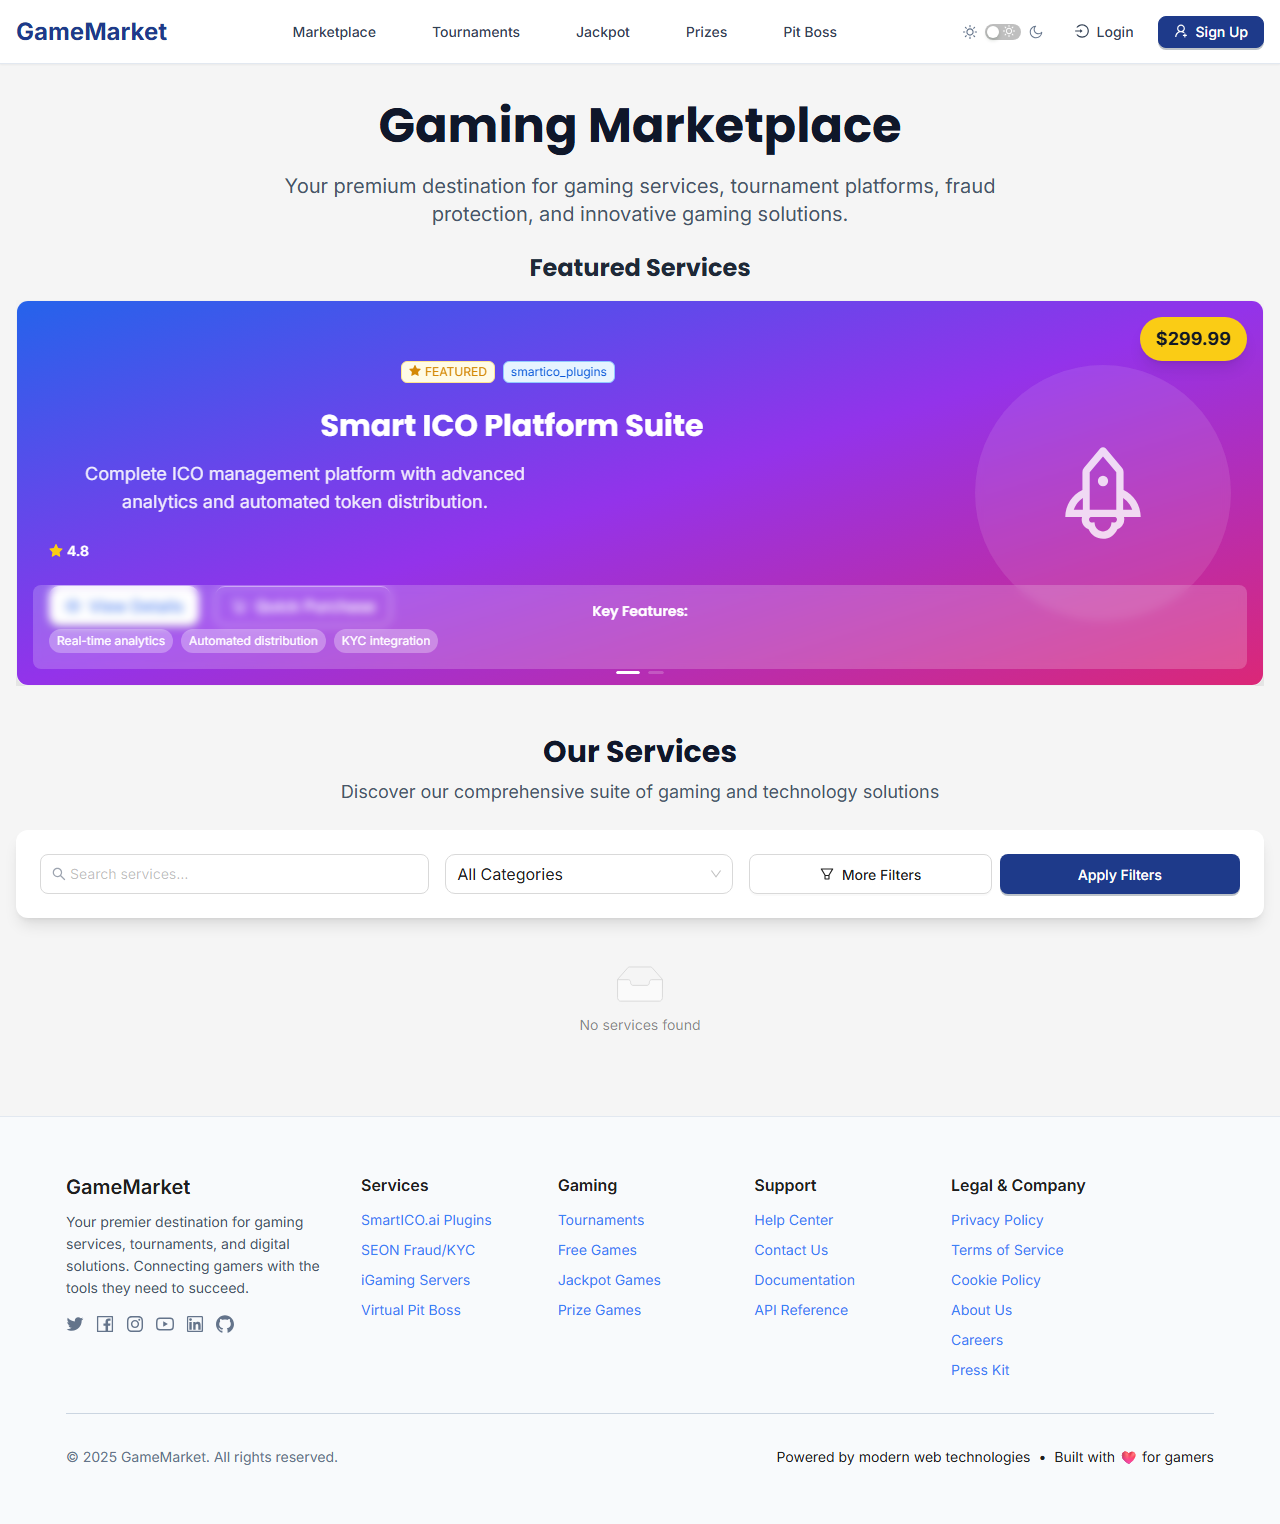 GameMarket
Marketplace
Tournaments
Jackpot
Prizes
Pit Boss
Login
Sign Up
Gaming Marketplace
Your premium destination for gaming services, tournament platforms, fraud
protection, and innovative gaming solutions.
Featured Services
$299.99
FEATURED
smartico_plugins
Smart ICO Platform Suite
Complete ICO management platform with advanced
analytics and automated token distribution.
4.8
View Details
Quick Purchase
Key Features:
Real-time analytics
Automated distribution
KYC integration
Our Services
Discover our comprehensive suite of gaming and technology solutions
Search services...
All Categories
More Filters
Apply Filters
No services found
GameMarket
Your premier destination for gaming
services, tournaments, and digital
solutions. Connecting gamers with the
tools they need to succeed.
Services
SmartICO.ai Plugins
SEON Fraud/KYC
iGaming Servers
Virtual Pit Boss
Gaming
Tournaments
Free Games
Jackpot Games
Prize Games
Support
Help Center
Contact Us
Documentation
API Reference
Legal & Company
Privacy Policy
Terms of Service
Cookie Policy
About Us
Careers
Press Kit
© 2025 GameMarket. All rights reserved.
Powered by modern web technologies • Built with ❤️ for gamers